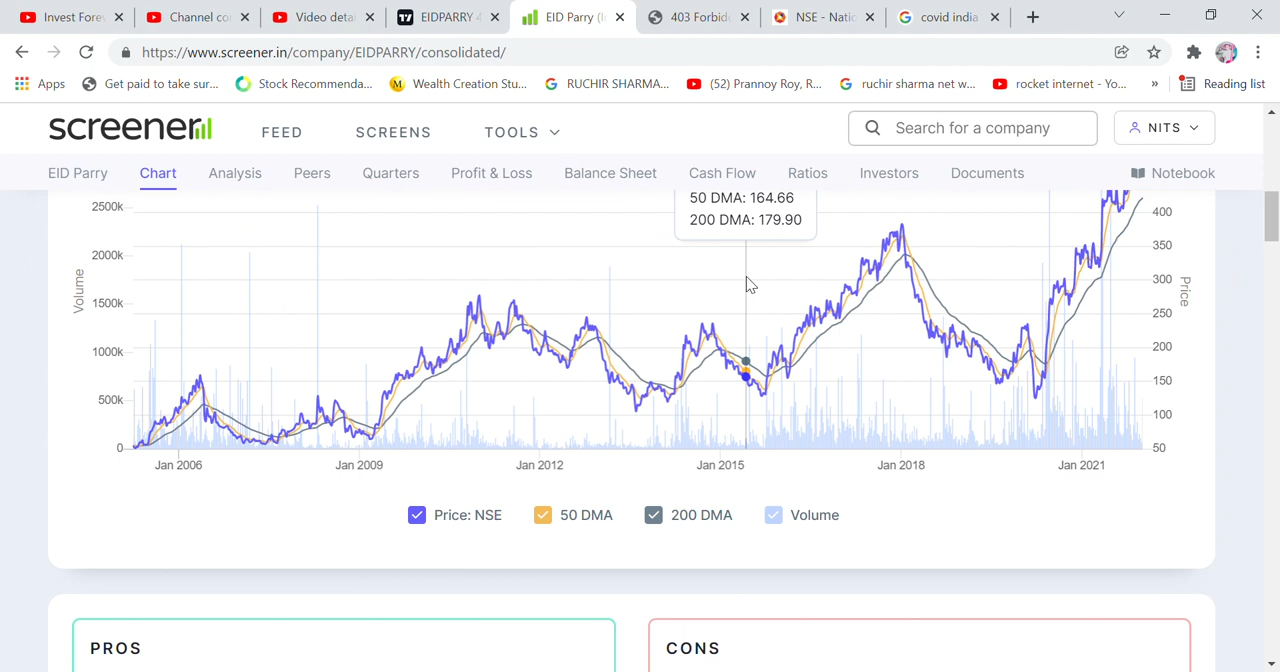 Invest Fore
Channel co
Video detai
EIDPARRY 4
EID Parry (I
403 Forbid
NSE - Natio
covid india
https://www.screener.in/company/EIDPARRY/consolidated/
Apps
Get paid to take sur...
Stock Recommenda...
Wealth Creation Stu...
RUCHIR SHARMA...
(52) Prannoy Roy, R...
ruchir sharma net w...
rocket internet - Yo...
»
Reading list
screener
FEED
SCREENS
TOOLS
Search for a company
NITS
EID Parry
Chart
Analysis
Peers
Quarters
Profit & Loss
Balance Sheet
Cash Flow
Ratios
Investors
Documents
Notebook
50 DMA: 164.66
200 DMA: 179.90
2500k
2000k
1500k
1000k
500k
0
Volume
400
350
300
250
200
150
100
50
Price
Jan 2006
Jan 2009
Jan 2012
Jan 2015
Jan 2018
Jan 2021
Price: NSE
50 DMA
200 DMA
Volume
PROS
CONS